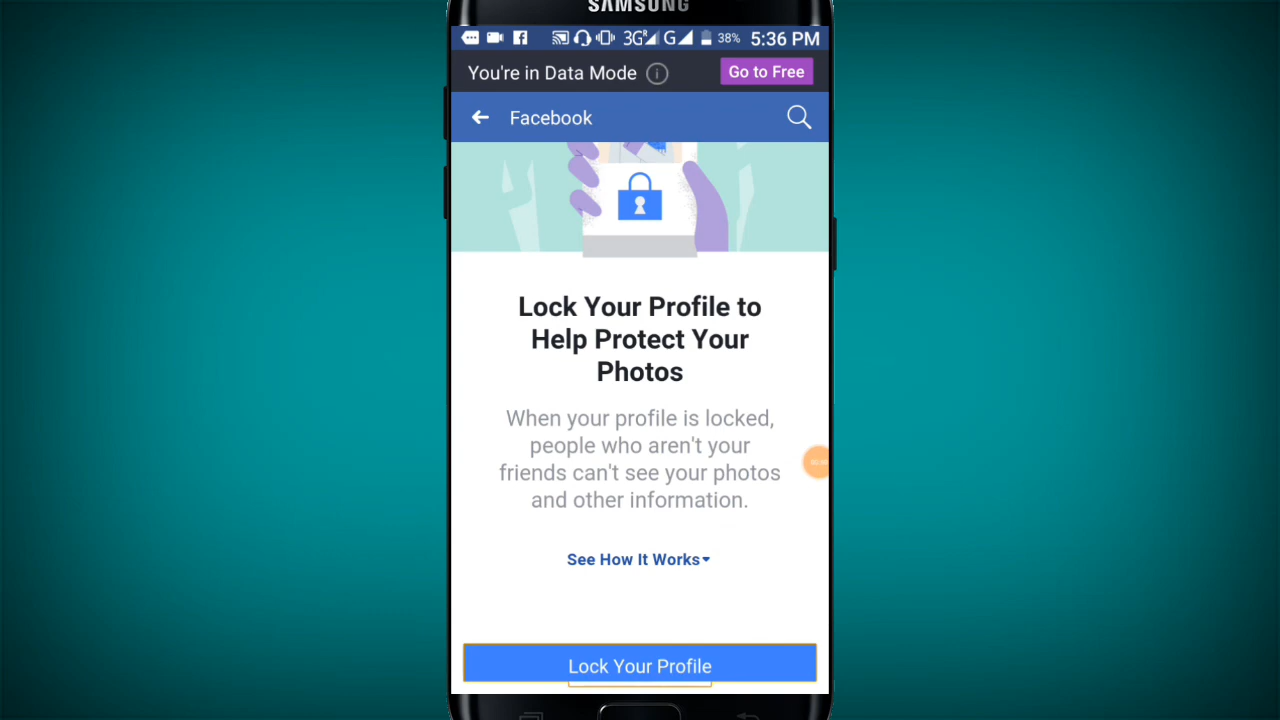 SAMSUNG
3G R G 38% 5:36 PM
You're in Data Mode i Go to Free
Facebook
Lock Your Profile to
Help Protect Your
Photos
When your profile is locked,
people who aren't your
friends can't see your photos
and other information.
See How It Works
Lock Your Profile